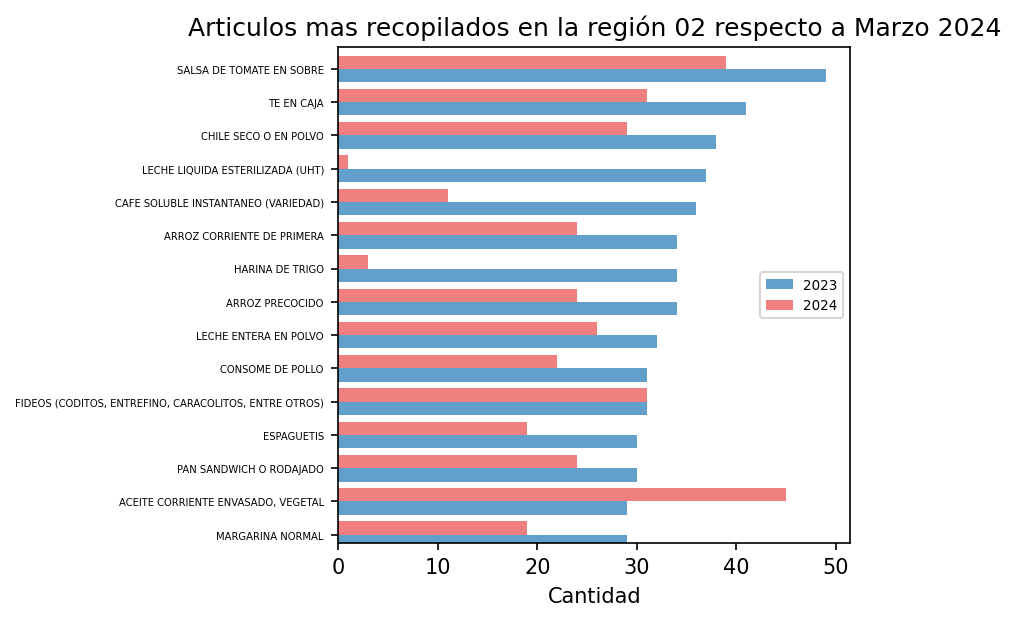 Articulos mas recopilados en la región 02 respecto a Marzo 2024
SALSA DE TOMATE EN SOBRE
TE EN CAJA
CHILE SECO O EN POLVO
LECHE LIQUIDA ESTERILIZADA (UHT)
CAFE SOLUBLE INSTANTANEO (VARIEDAD)
ARROZ CORRIENTE DE PRIMERA
HARINA DE TRIGO
ARROZ PRECOCIDO
LECHE ENTERA EN POLVO
CONSOME DE POLLO
FIDEOS (CODITOS, ENTREFINO, CARACOLITOS, ENTRE OTROS)
ESPAGUETIS
PAN SANDWICH O RODAJADO
ACEITE CORRIENTE ENVASADO, VEGETAL
MARGARINA NORMAL
2023
2024
0 10 20 30 40 50
Cantidad